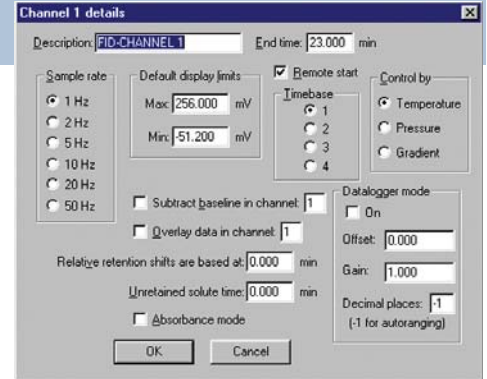 Channel 1 details
Description: FID-CHANNEL 1 End time: 23.000 min
Sample rate
1 Hz
2 Hz
5 Hz
10 Hz
20 Hz
50 Hz
Default display limits
Max: 256.000 mV
Min: -51.200 mV
Remote start
Timebase
1
2
3
4
Control by
Temperature
Pressure
Gradient
Subtract baseline in channel: 1
Overlay data in channel: 1
Relative retention shifts are based at: 0.000 min
Unretained solute time: 0.000 min
Absorbance mode
Datalogger mode
On
Offset: 0.000
Gain: 1.000
Decimal places: -1
(-1 for autoranging)
OK Cancel